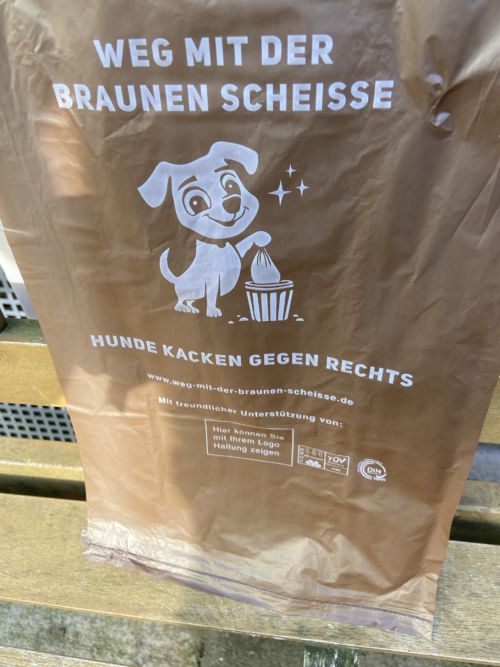 WEG MIT DER
BRAUNEN SCHEISSE
HUNDE KACKEN GEGEN RECHTS
www.weg-mit-der-braunen-scheisse.de
Mit freundlicher Unterstützung von:
Hier können Sie
mit Ihrem Logo
Haltung zeigen
TÜV
DIN